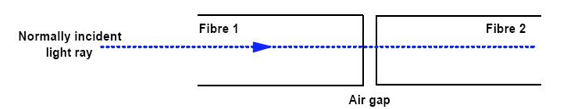 Fibre 1
Fibre 2
Normally incident
light ray
Air gap